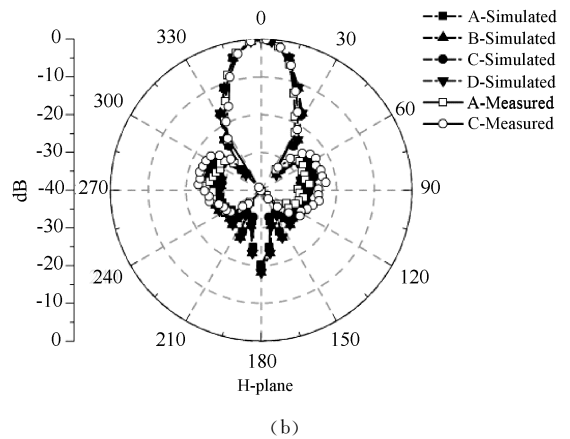 0
A-Simulated
B-Simulated
C-Simulated
D-Simulated
A-Measured
C-Measured
330
30
300
60
270
90
240
120
210
150
180
0
-10
-20
-30
-40
-30
-20
-10
0
dB
H-plane
(b)